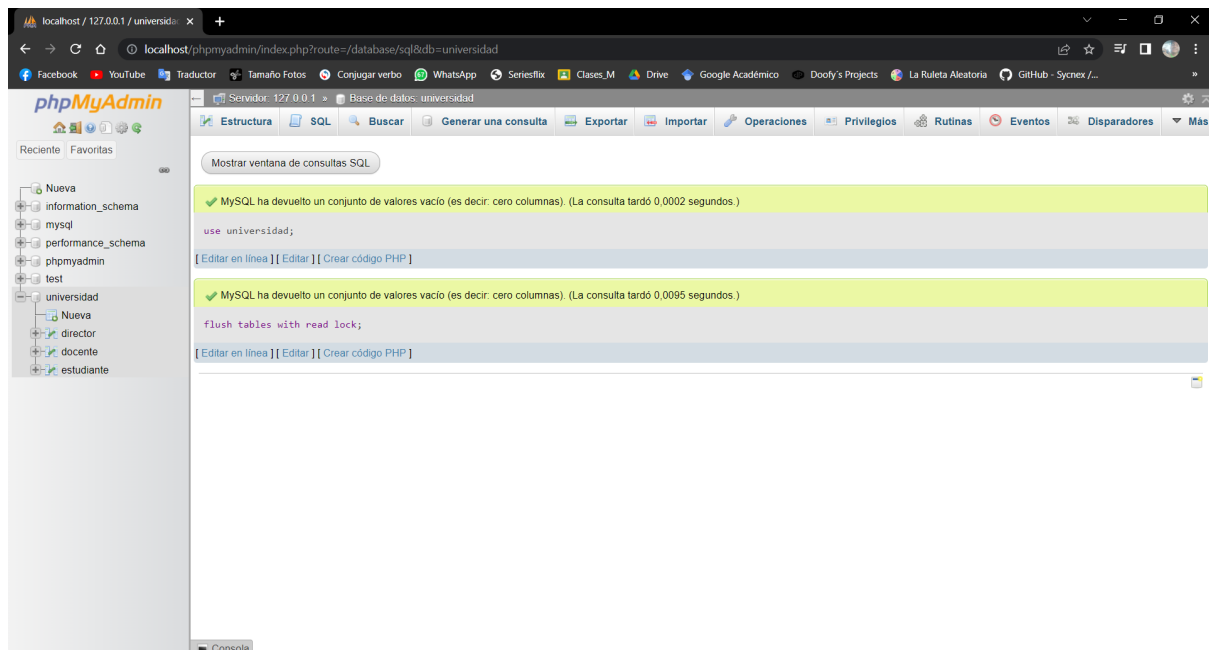 localhost / 127.0.0.1 / universidad
localhost/phpmyadmin/index.php?route=/database/sql&db=universidad
Facebook YouTube Traductor Tamaño Fotos Conjugar verbo WhatsApp Seriesflix Clases_M Drive Google Académico Doofy's Projects La Ruleta Aleatoria GitHub - Sycnex /... »
phpMyAdmin
Reciente Favoritas
Nueva
information_schema
mysql
performance_schema
phpmyadmin
test
universidad
Nueva
director
docente
estudiante
Servidor: 127.0.0.1 » Base de datos: universidad
Estructura SQL Buscar Generar una consulta Exportar Importar Operaciones Privilegios Rutinas Eventos Disparadores Más
Mostrar ventana de consultas SQL
MySQL ha devuelto un conjunto de valores vacío (es decir: cero columnas). (La consulta tardó 0,0002 segundos.)
use universidad;
[ Editar en línea ] [ Editar ] [ Crear código PHP ]
MySQL ha devuelto un conjunto de valores vacío (es decir: cero columnas). (La consulta tardó 0,0095 segundos.)
flush tables with read lock;
[ Editar en línea ] [ Editar ] [ Crear código PHP ]
Consola